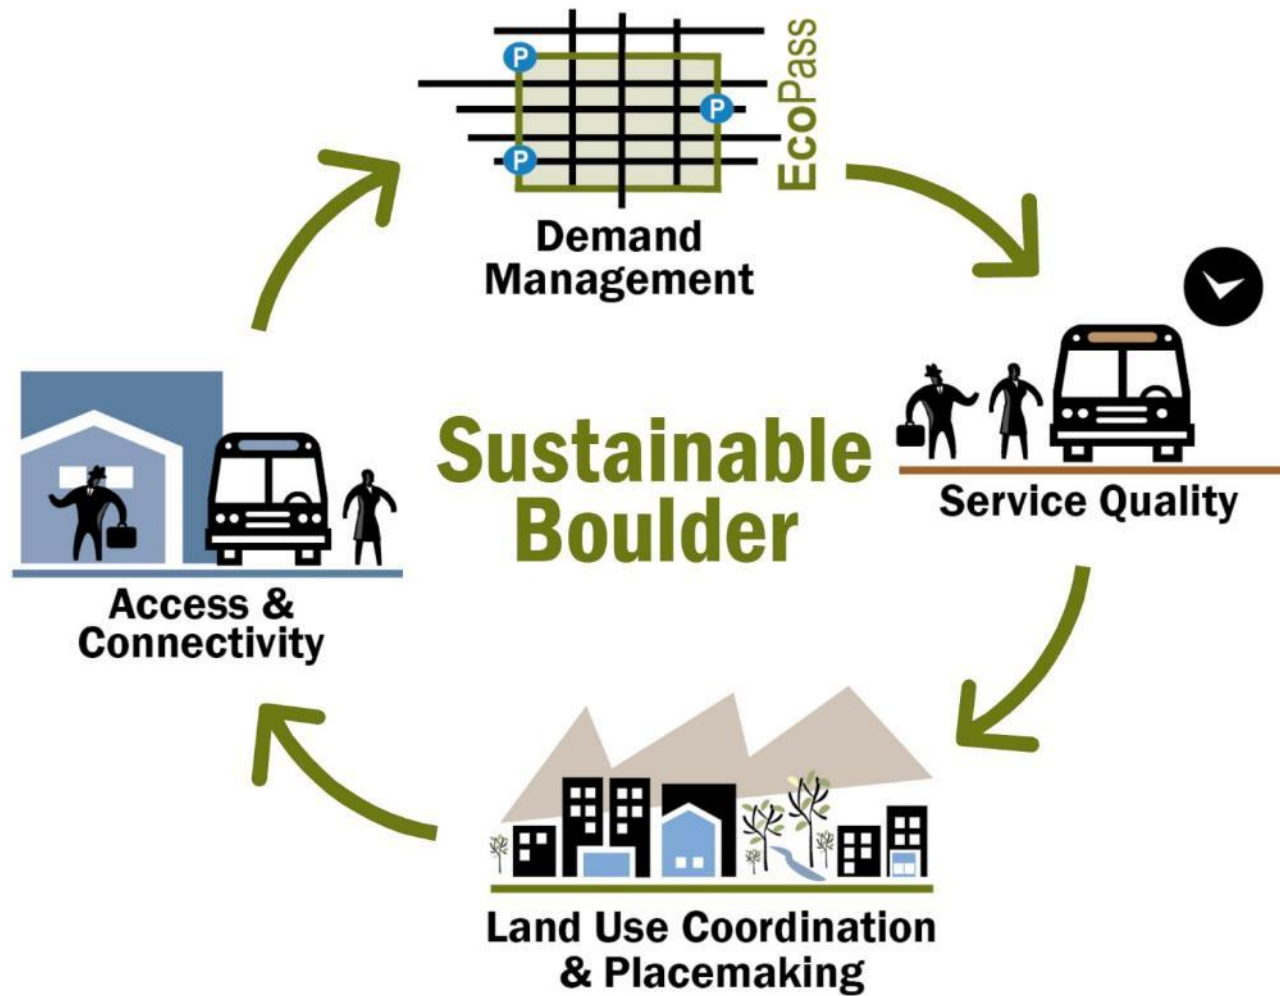 P
P
P
EcoPass
Demand
Management
Sustainable
Boulder
Service Quality
Access &
Connectivity
Land Use Coordination
& Placemaking